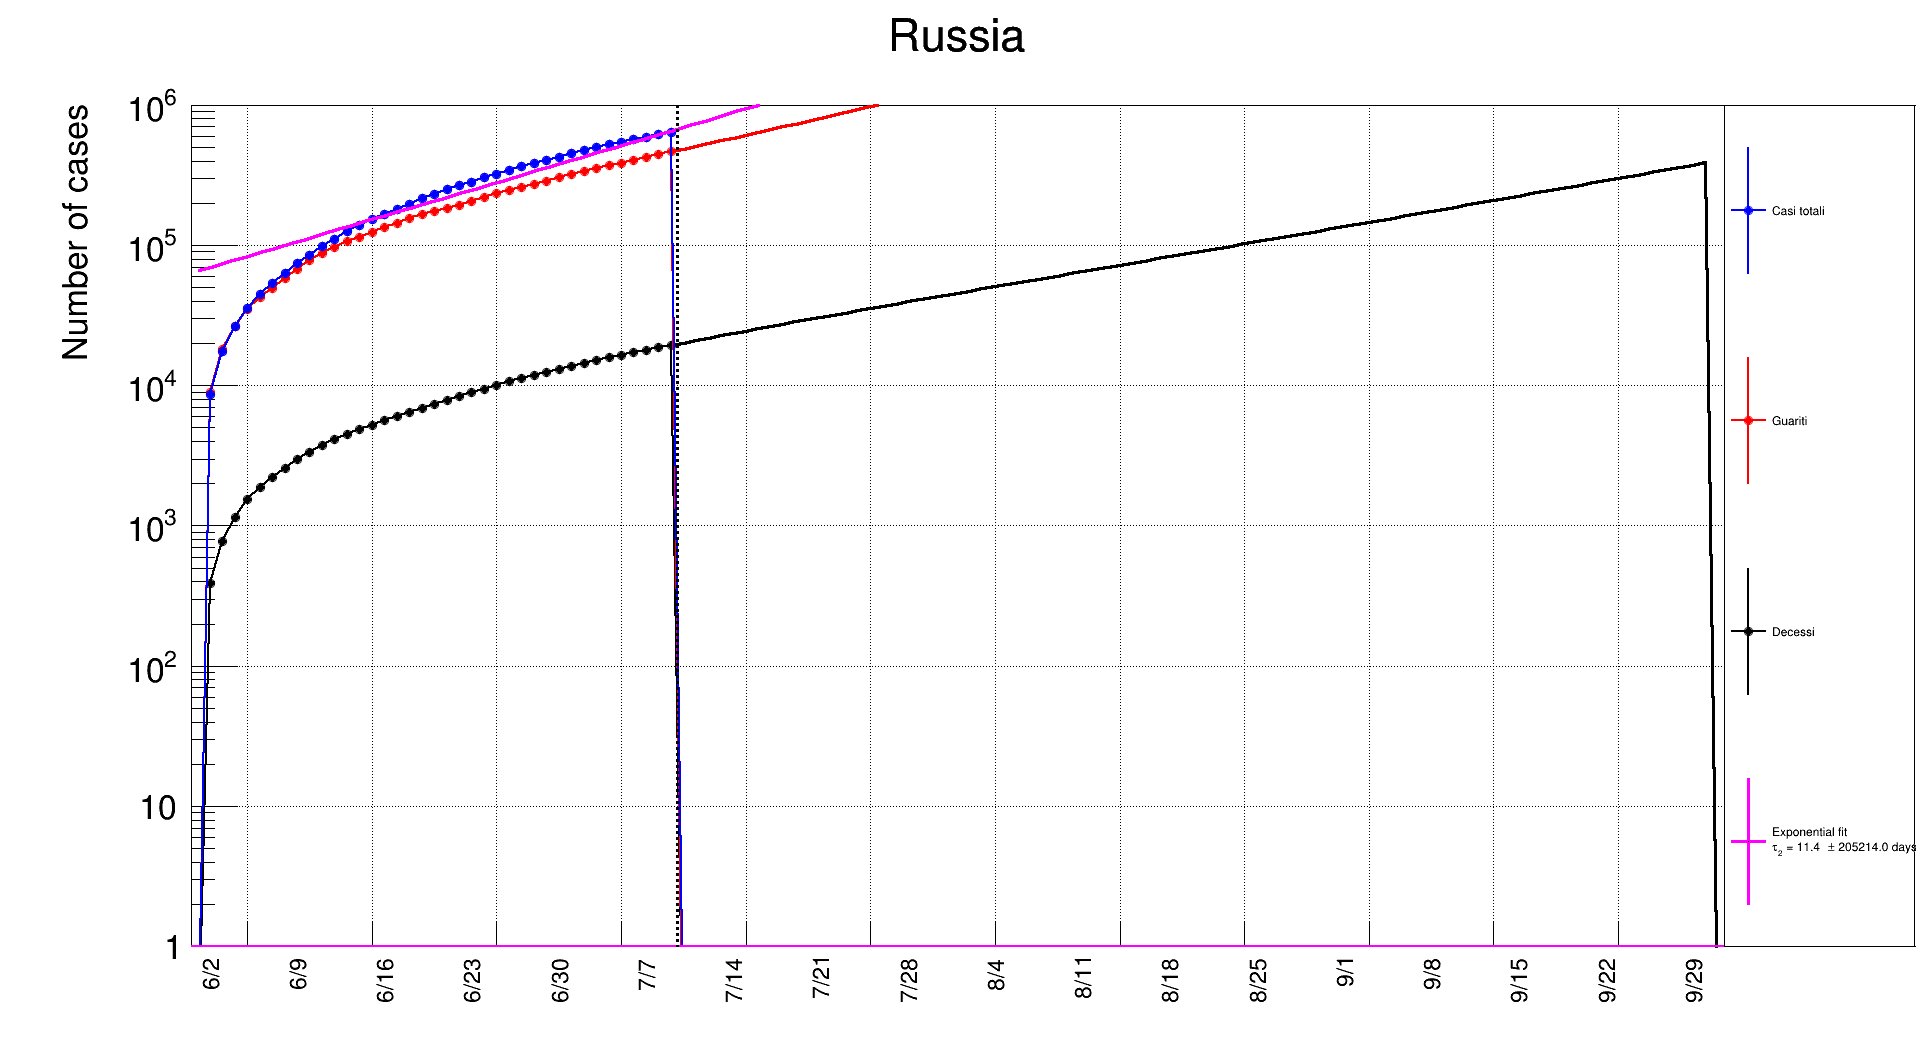 Russia
Number of cases
10^6
10^5
10^4
10^3
10^2
10
1
6/2 6/9 6/16 6/23 6/30 7/7 7/14 7/21 7/28 8/4 8/11 8/18 8/25 9/1 9/8 9/15 9/22 9/29
Casi totali
Guariti
Decessi
Exponential fit
τ_2 = 11.4 ± 205214.0 days